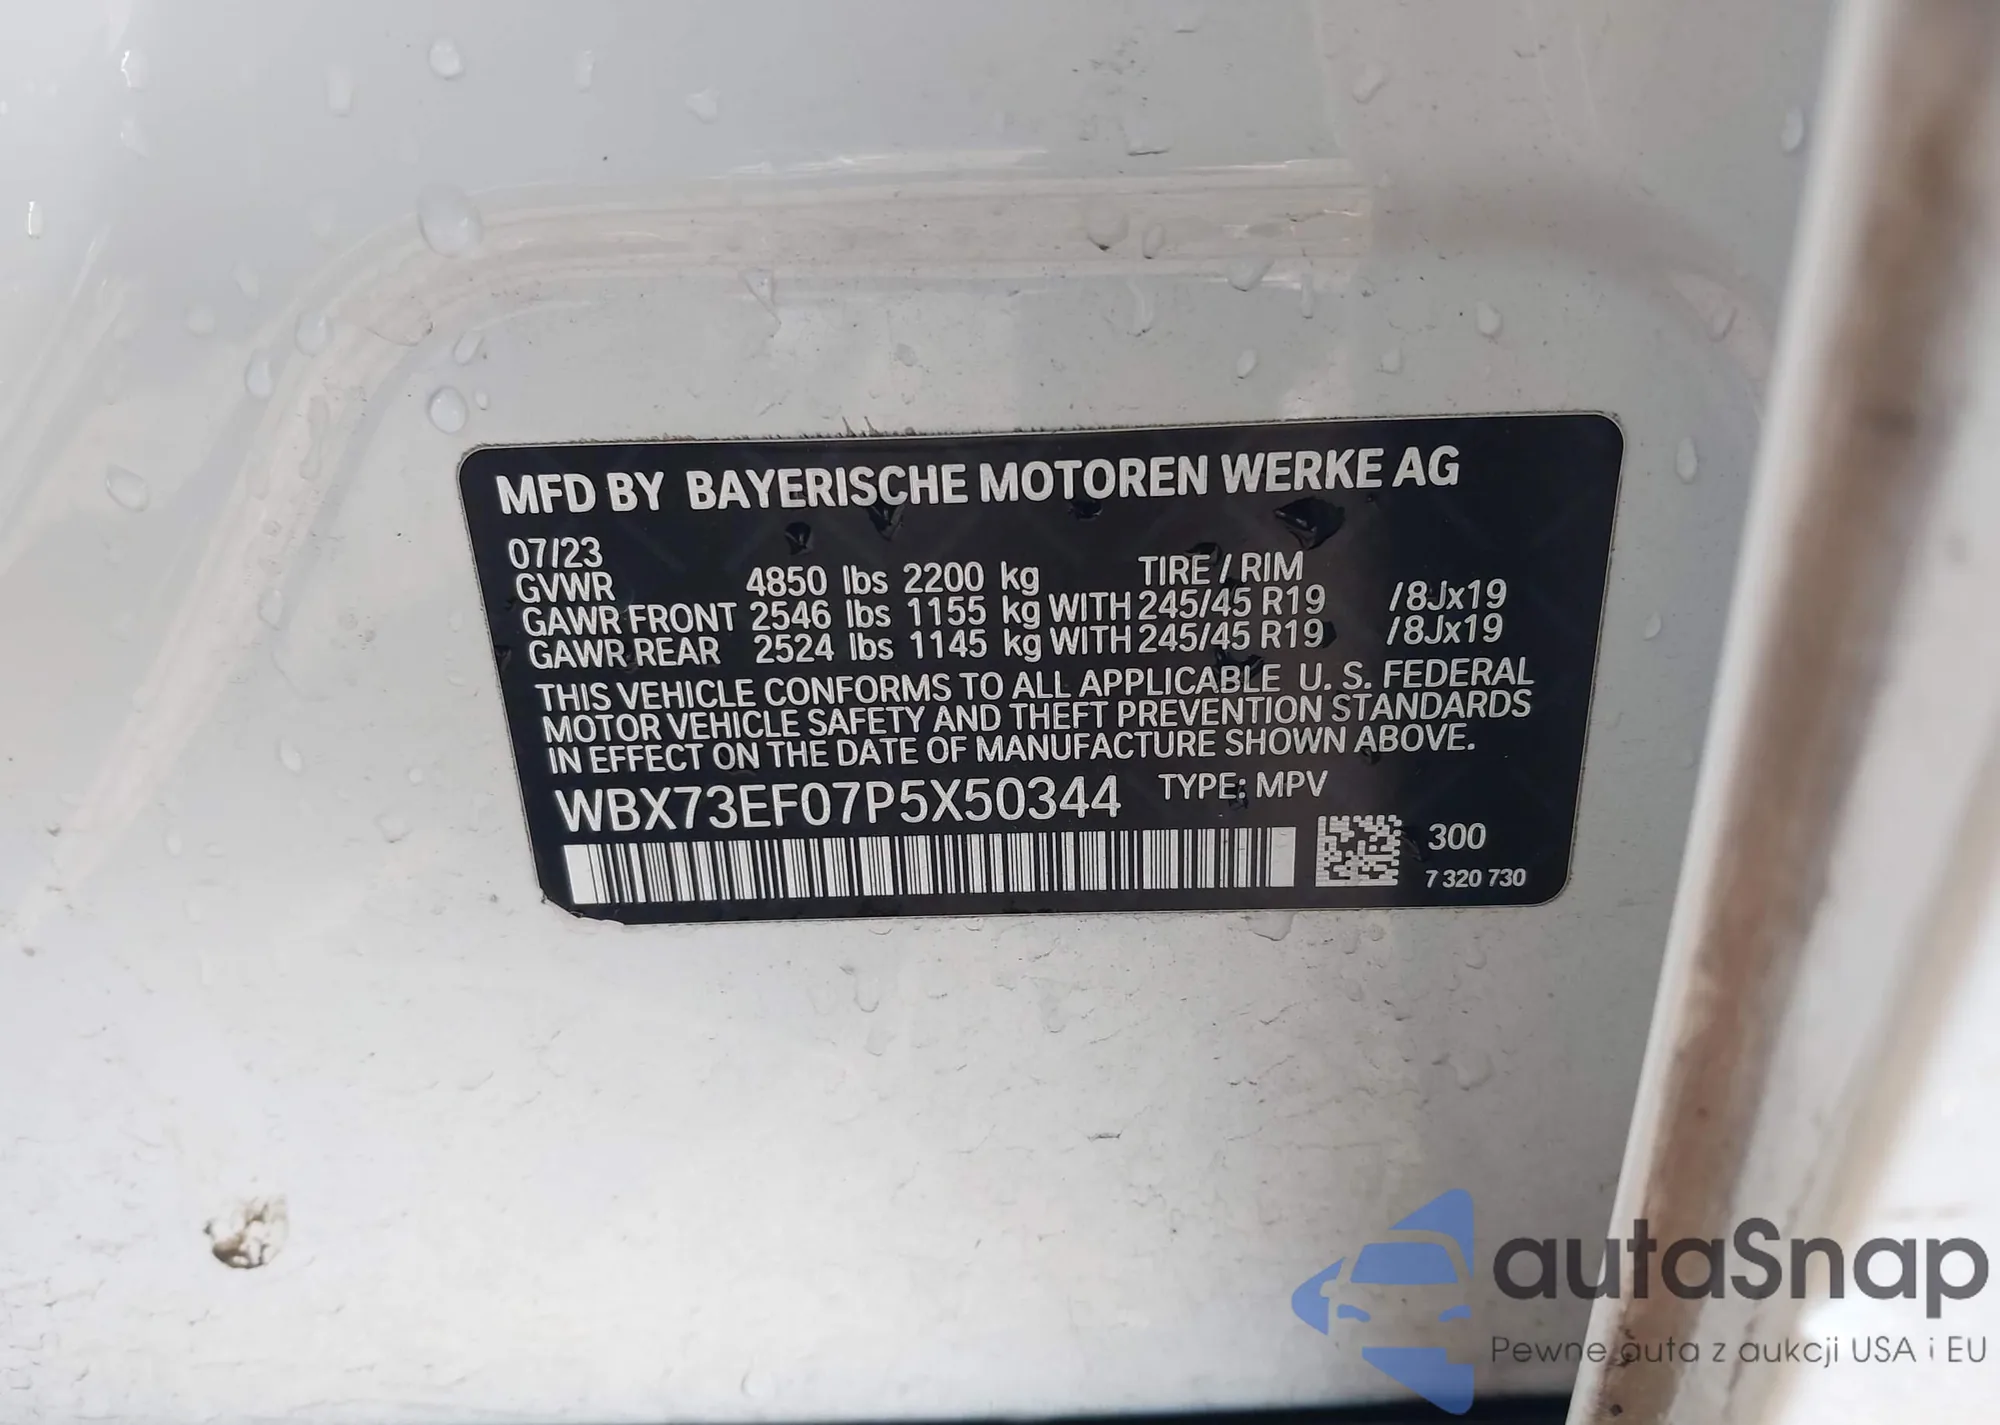 MFD BY BAYERISCHE MOTOREN WERKE AG
07/23
GVWR 4850 lbs 2200 kg TIRE / RIM
GAWR FRONT 2546 lbs 1155 kg WITH 245/45 R19 /8Jx19
GAWR REAR 2524 lbs 1145 kg WITH 245/45 R19 /8Jx19
THIS VEHICLE CONFORMS TO ALL APPLICABLE U. S. FEDERAL
MOTOR VEHICLE SAFETY AND THEFT PREVENTION STANDARDS
IN EFFECT ON THE DATE OF MANUFACTURE SHOWN ABOVE.
WBX73EF07P5X50344 TYPE: MPV
300
7 320 730
autaSnap
Pewne auta z aukcji USA i EU